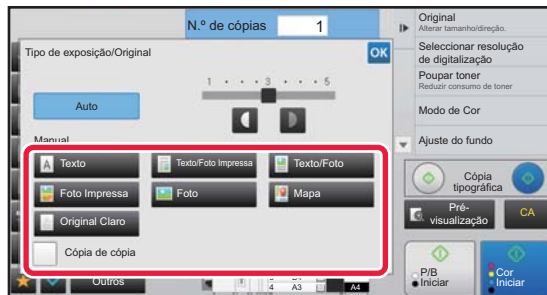 N.º de cópias 1
Tipo de exposição/Original
OK
1 3 5
Auto
Manual
A Texto
Texto/Foto Impressa
Texto/Foto
Foto Impressa
Foto
Mapa
Original Claro
Cópia de cópia
Outros
4 A3
A4
Original
Alterar tamanho/direção.
Seleccionar resolução
de digitalização
Poupar toner
Reduzir consumo de toner
Modo de Cor
Ajuste do fundo
Cópia
tipográfica
Pré-
visualização
CA
P/B
Iniciar
Cor
Iniciar